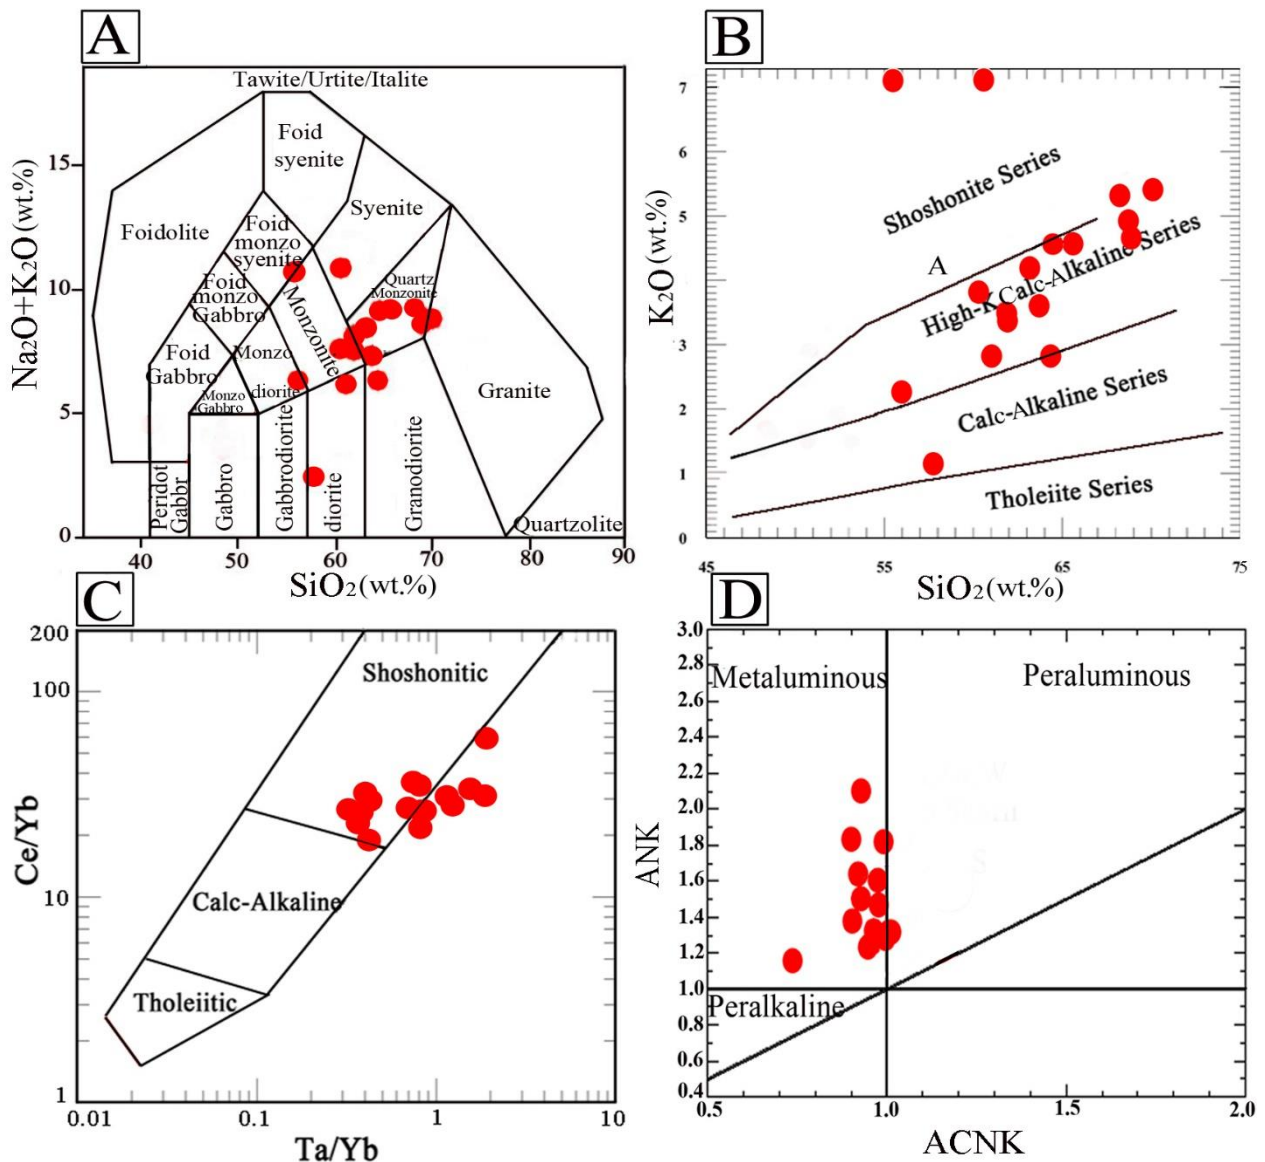 A
Tawite/Urtite/Italite
Foid
syenite
Syenite
Foidolite
Foid
monzo
syenite
Foid
monzo
Gabbro
Quartz
Monzonite
Monzonite
Foid
Gabbro
Monzo
diorite
Monzo
Gabbro
Granite
Peridot
Gabbr
Gabbro
Gabbrodiorite
diorite
Granodiorite
Quartzolite
15
10
5
0
40
50
60
70
80
90
Na2O+K2O (wt.%)
SiO2 (wt.%)
B
7
6
5
4
3
2
1
0
Shoshonite Series
A
High-K Calc-Alkaline Series
Calc-Alkaline Series
Tholeiite Series
45
55
65
75
K2O (wt.%)
SiO2 (wt.%)
C
200
100
10
1
Shoshonitic
Calc-Alkaline
Tholeiitic
0.01
0.1
1
10
Ce/Yb
Ta/Yb
D
3.0
2.8
2.6
2.4
2.2
2.0
1.8
1.6
1.4
1.2
1.0
0.8
0.6
0.4
Metaluminous
Peraluminous
Peralkaline
S
0.5
1.0
1.5
2.0
ANK
ACNK